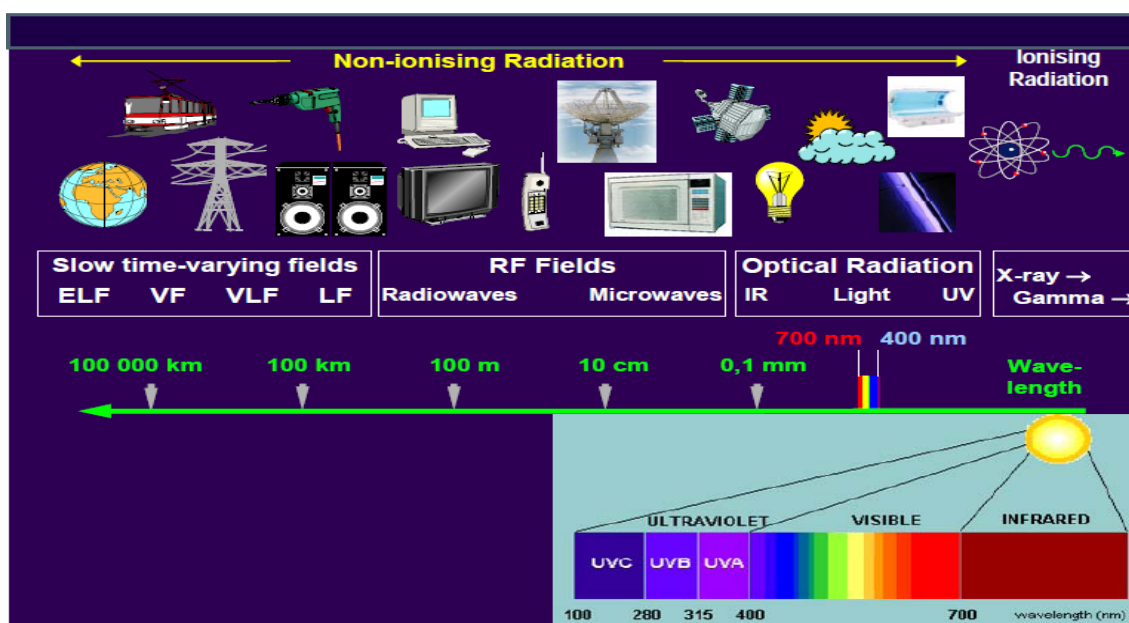 Non-ionising Radiation
Ionising
Radiation
Slow time-varying fields
ELF VF VLF LF
RF Fields
Radiowaves Microwaves
Optical Radiation
IR Light UV
X-ray →
Gamma →
700 nm 400 nm
100 000 km 100 km 100 m 10 cm 0,1 mm
Wave-
length
ULTRAVIOLET VISIBLE INFRARED
UVC UVB UVA
100 280 315 400 700 wavelength (nm)